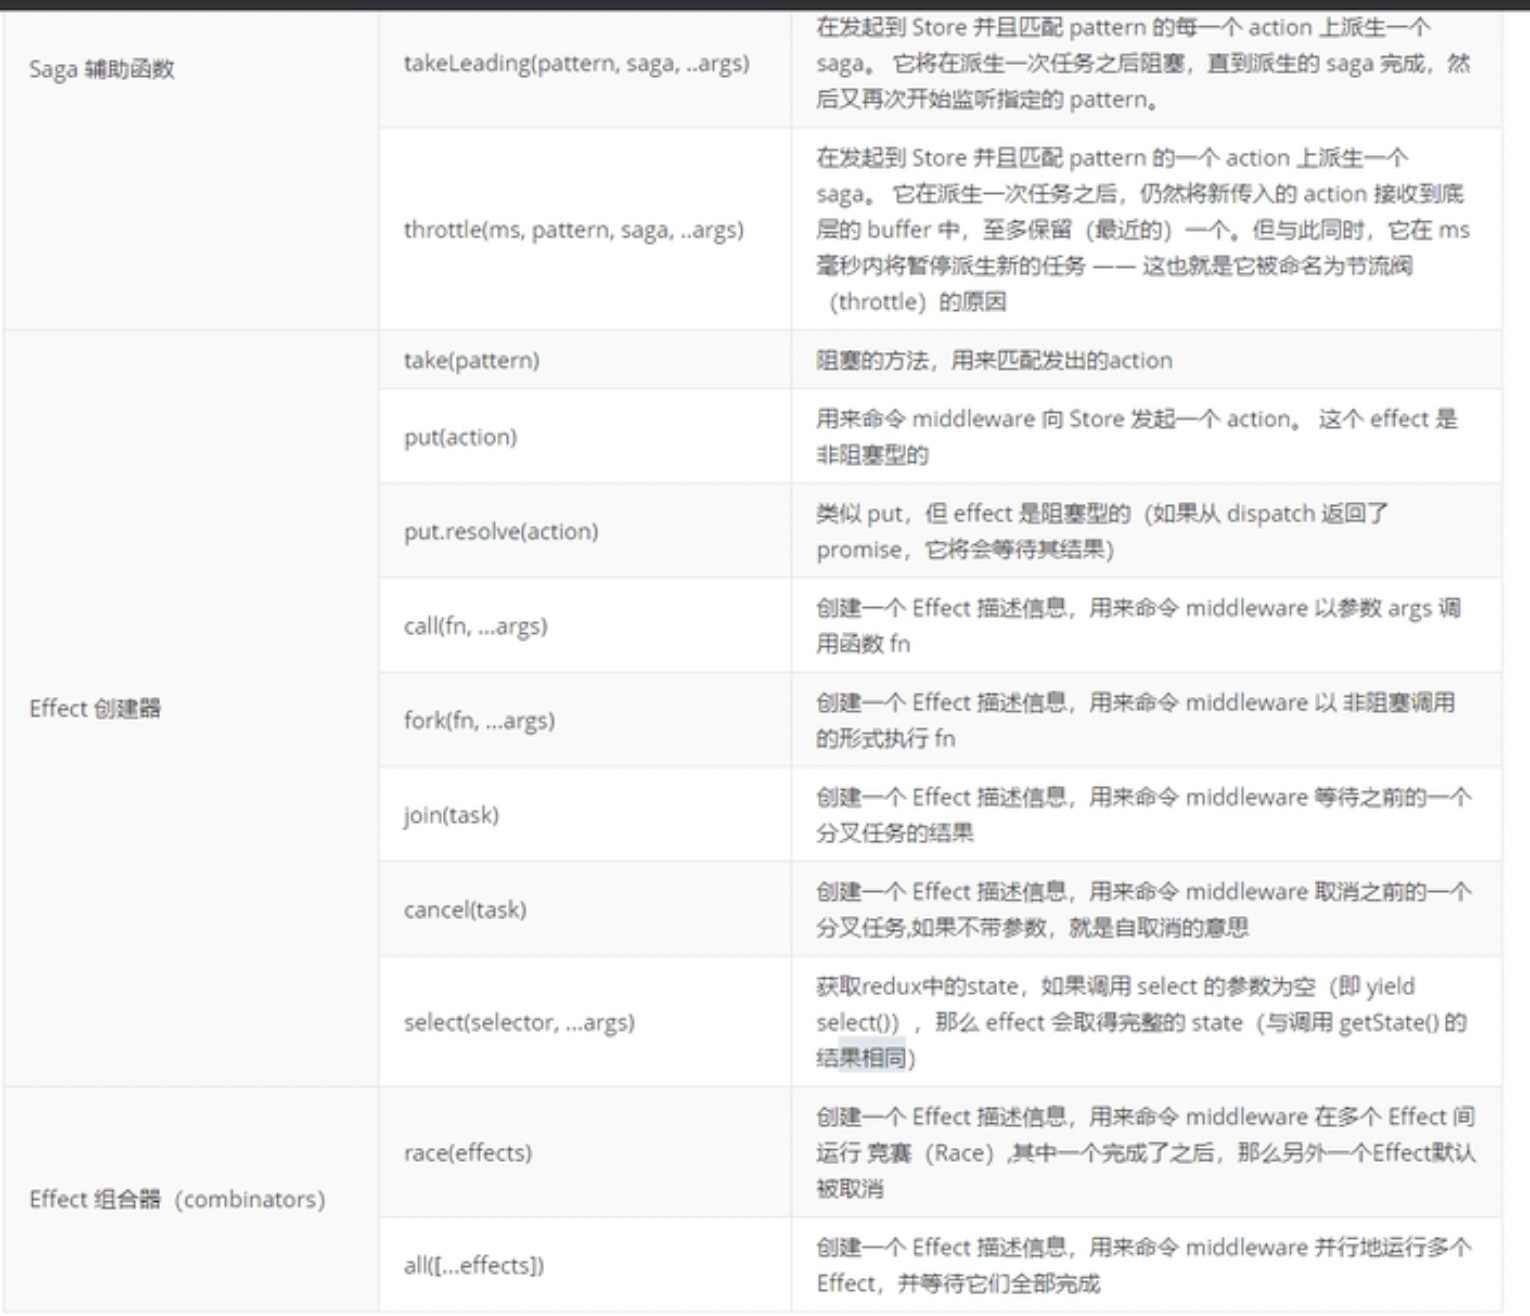 Saga 辅助函数
takeLeading(pattern, saga, ..args)
在发起到 Store 并且匹配 pattern 的每一个 action 上派生一个
saga。 它将在派生一次任务之后阻塞，直到派生的 saga 完成，然
后又再次开始监听指定的 pattern。
throttle(ms, pattern, saga, ..args)
在发起到 Store 并且匹配 pattern 的一个 action 上派生一个
saga。 它在派生一次任务之后，仍然将新传入的 action 接收到底
层的 buffer 中，至多保留（最近的）一个。但与此同时，它在 ms
毫秒内将暂停派生新的任务 —— 这也就是它被命名为节流阀
（throttle）的原因
Effect 创建器
take(pattern)
阻塞的方法，用来匹配发出的action
put(action)
用来命令 middleware 向 Store 发起一个 action。 这个 effect 是
非阻塞型的
put.resolve(action)
类似 put，但 effect 是阻塞型的（如果从 dispatch 返回了
promise，它将会等待其结果）
call(fn, ...args)
创建一个 Effect 描述信息，用来命令 middleware 以参数 args 调
用函数 fn
fork(fn, ...args)
创建一个 Effect 描述信息，用来命令 middleware 以 非阻塞调用
的形式执行 fn
join(task)
创建一个 Effect 描述信息，用来命令 middleware 等待之前的一个
分叉任务的结果
cancel(task)
创建一个 Effect 描述信息，用来命令 middleware 取消之前的一个
分叉任务,如果不带参数，就是自取消的意思
select(selector, ...args)
获取redux中的state，如果调用 select 的参数为空（即 yield
select()），那么 effect 会取得完整的 state（与调用 getState() 的
结果相同）
Effect 组合器（combinators）
race(effects)
创建一个 Effect 描述信息，用来命令 middleware 在多个 Effect 间
运行 竞赛（Race）,其中一个完成了之后，那么另外一个Effect默认
被取消
all([...effects])
创建一个 Effect 描述信息，用来命令 middleware 并行地运行多个
Effect，并等待它们全部完成